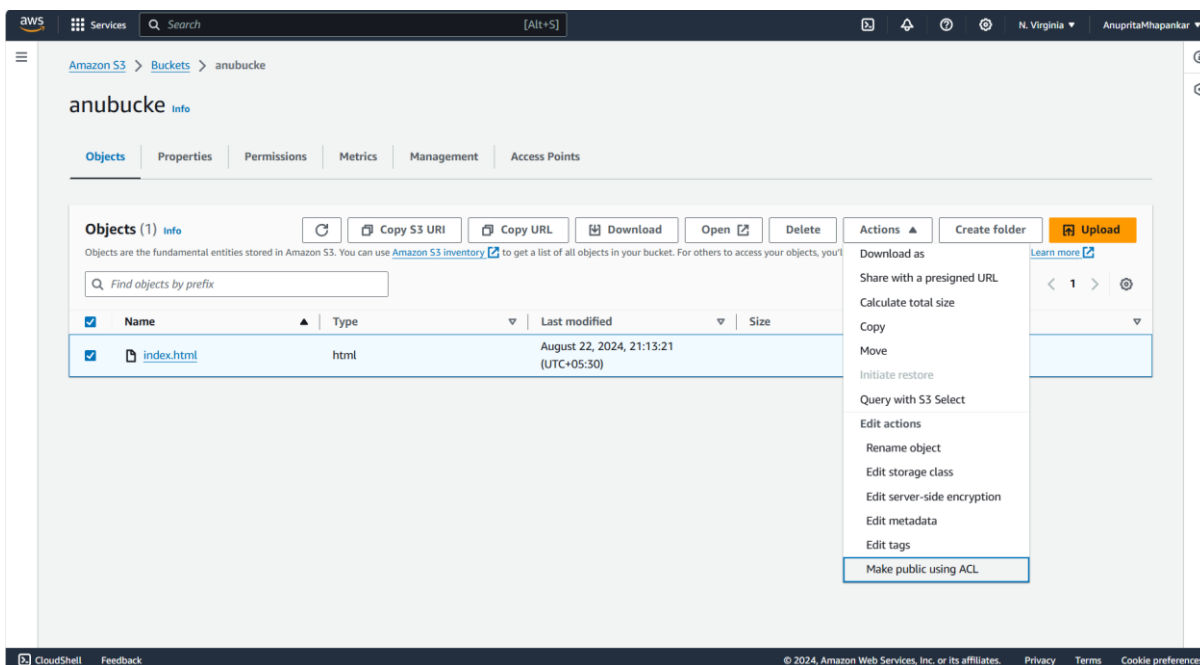 aws Services Search [Alt+S] N. Virginia AnupritaMhapankar
Amazon S3 > Buckets > anubucke
anubucke Info
Objects Properties Permissions Metrics Management Access Points
Objects (1) Info Copy S3 URI Copy URL Download Open Delete Actions Create folder Upload
Objects are the fundamental entities stored in Amazon S3. You can use Amazon S3 inventory to get a list of all objects in your bucket. For others to access your objects, you'l Learn more
Find objects by prefix 1
Name Type Last modified Size
index.html html August 22, 2024, 21:13:21
(UTC+05:30)
Download as
Share with a presigned URL
Calculate total size
Copy
Move
Initiate restore
Query with S3 Select
Edit actions
Rename object
Edit storage class
Edit server-side encryption
Edit metadata
Edit tags
Make public using ACL
CloudShell Feedback © 2024, Amazon Web Services, Inc. or its affiliates. Privacy Terms Cookie preference